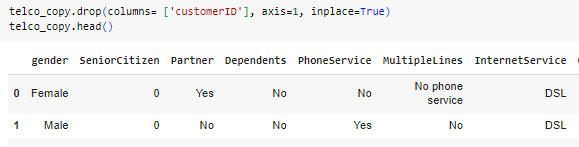 telco_copy.drop(columns= ['customerID'], axis=1, inplace=True)
telco_copy.head()
gender SeniorCitizen Partner Dependents PhoneService MultipleLines InternetService
0 Female 0 Yes No No No phone service DSL
1 Male 0 No No Yes No DSL